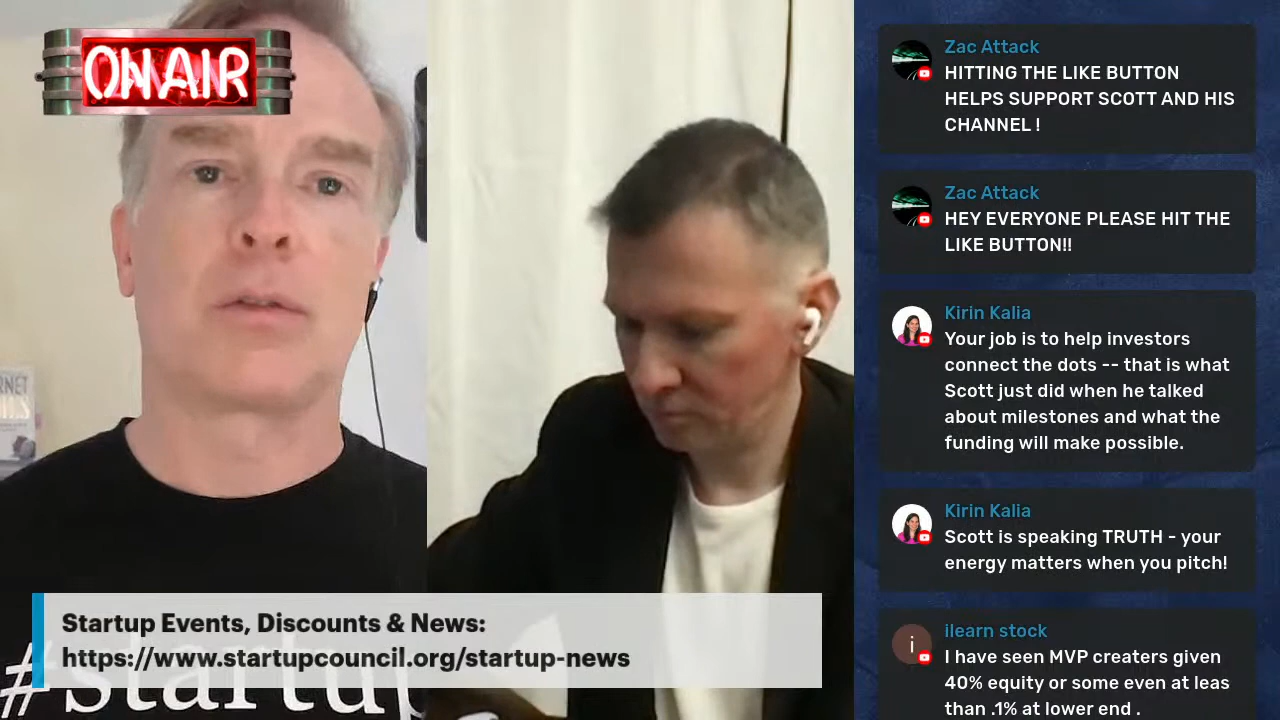 ON AIR
RNET
Startup Events, Discounts & News:
https://www.startupcouncil.org/startup-news
#startup
Zac Attack
HITTING THE LIKE BUTTON
HELPS SUPPORT SCOTT AND HIS
CHANNEL !
Zac Attack
HEY EVERYONE PLEASE HIT THE
LIKE BUTTON!!
Kirin Kalia
Your job is to help investors
connect the dots -- that is what
Scott just did when he talked
about milestones and what the
funding will make possible.
Kirin Kalia
Scott is speaking TRUTH - your
energy matters when you pitch!
i
ilearn stock
I have seen MVP creaters given
40% equity or some even at leas
than .1% at lower end .